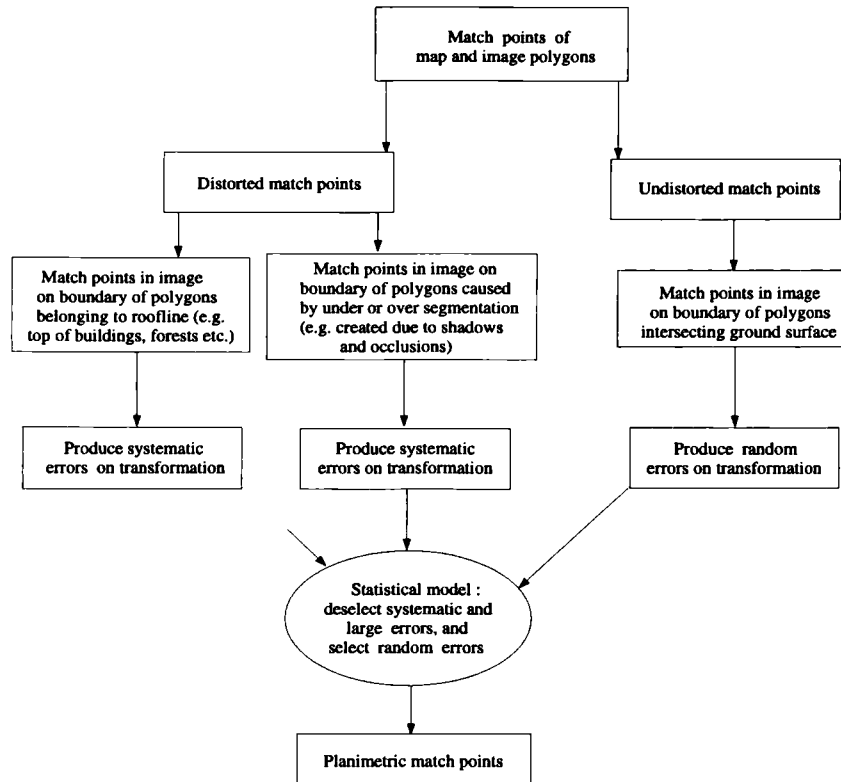 Match points of
map and image polygons
Distorted match points
Undistorted match points
Match points in image
on boundary of polygons
belonging to roofline (e.g.
top of buildings, forests etc.)
Match points in image on
boundary of polygons caused
by under or over segmentation
(e.g. created due to shadows
and occlusions)
Match points in image
on boundary of polygons
intersecting ground surface
Produce systematic
errors on transformation
Produce systematic
errors on transformation
Produce random
errors on transformation
Statistical model :
deselect systematic and
large errors, and
select random errors
Planimetric match points